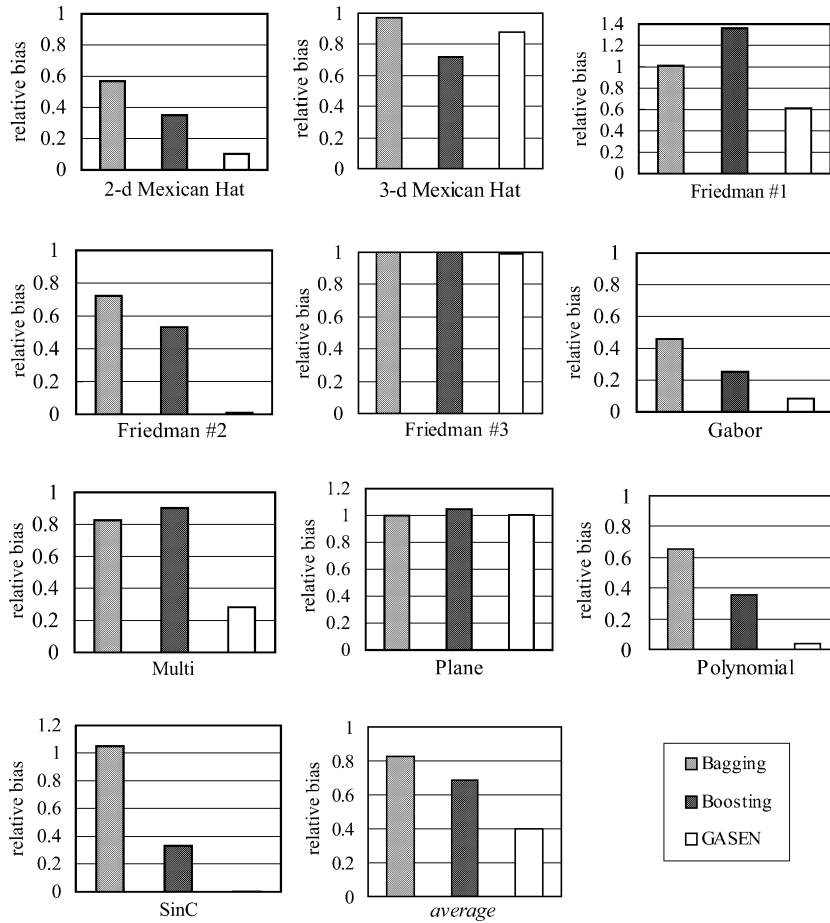 relative bias
1
0.8
0.6
0.4
0.2
0
2-d Mexican Hat
relative bias
1
0.8
0.6
0.4
0.2
0
3-d Mexican Hat
relative bias
1.4
1.2
1
0.8
0.6
0.4
0.2
0
Friedman #1
relative bias
1
0.8
0.6
0.4
0.2
0
Friedman #2
relative bias
1
0.8
0.6
0.4
0.2
0
Friedman #3
relative bias
1
0.8
0.6
0.4
0.2
0
Gabor
relative bias
1
0.8
0.6
0.4
0.2
0
Multi
relative bias
1.2
1
0.8
0.6
0.4
0.2
0
Plane
relative bias
1
0.8
0.6
0.4
0.2
0
Polynomial
relative bias
1.2
1
0.8
0.6
0.4
0.2
0
SinC
relative bias
1
0.8
0.6
0.4
0.2
0
average
Bagging
Boosting
GASEN